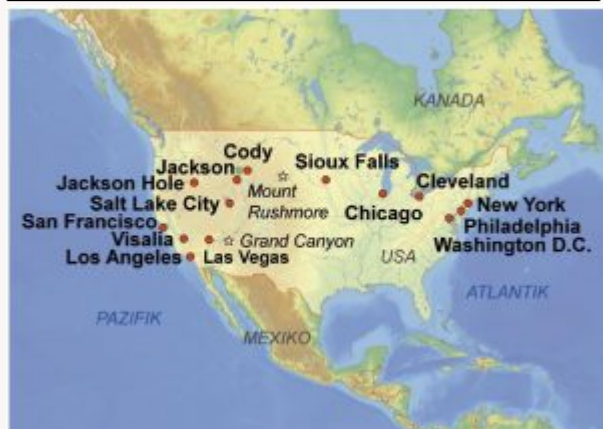 KANADA
Cody
Jackson
Sioux Falls
Jackson Hole
Mount
Rushmore
Cleveland
Salt Lake City
Chicago
New York
San Francisco
Philadelphia
Visalia
Grand Canyon
Washington D.C.
Los Angeles
Las Vegas
USA
ATLANTIK
PAZIFIK
MEXIKO